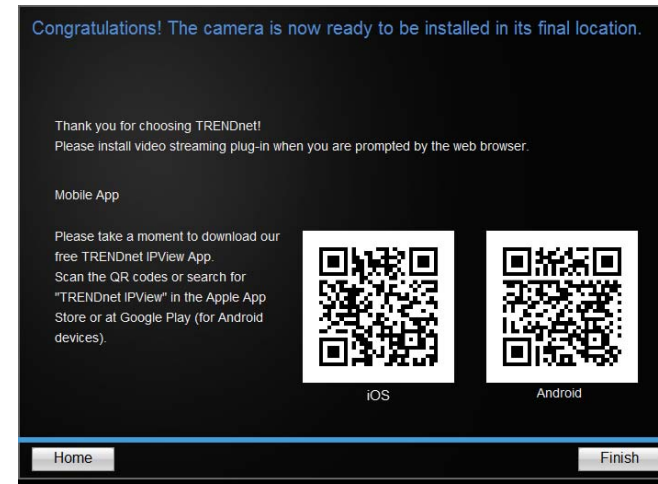 Congratulations! The camera is now ready to be installed in its final location.
Thank you for choosing TRENDnet!
Please install video streaming plug-in when you are prompted by the web browser.
Mobile App
Please take a moment to download our
free TRENDnet IPView App.
Scan the QR codes or search for
"TRENDnet IPView" in the Apple App
Store or at Google Play (for Android
devices).
iOS
Android
Home
Finish